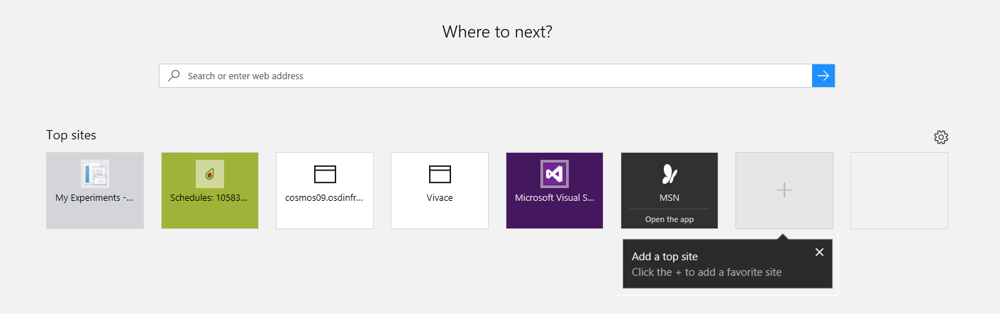 Where to next?
Search or enter web address
Top sites
My Experiments -...
Schedules: 10583...
cosmos09.osdinfr...
Vivace
Microsoft Visual S...
MSN
Open the app
Add a top site
Click the + to add a favorite site